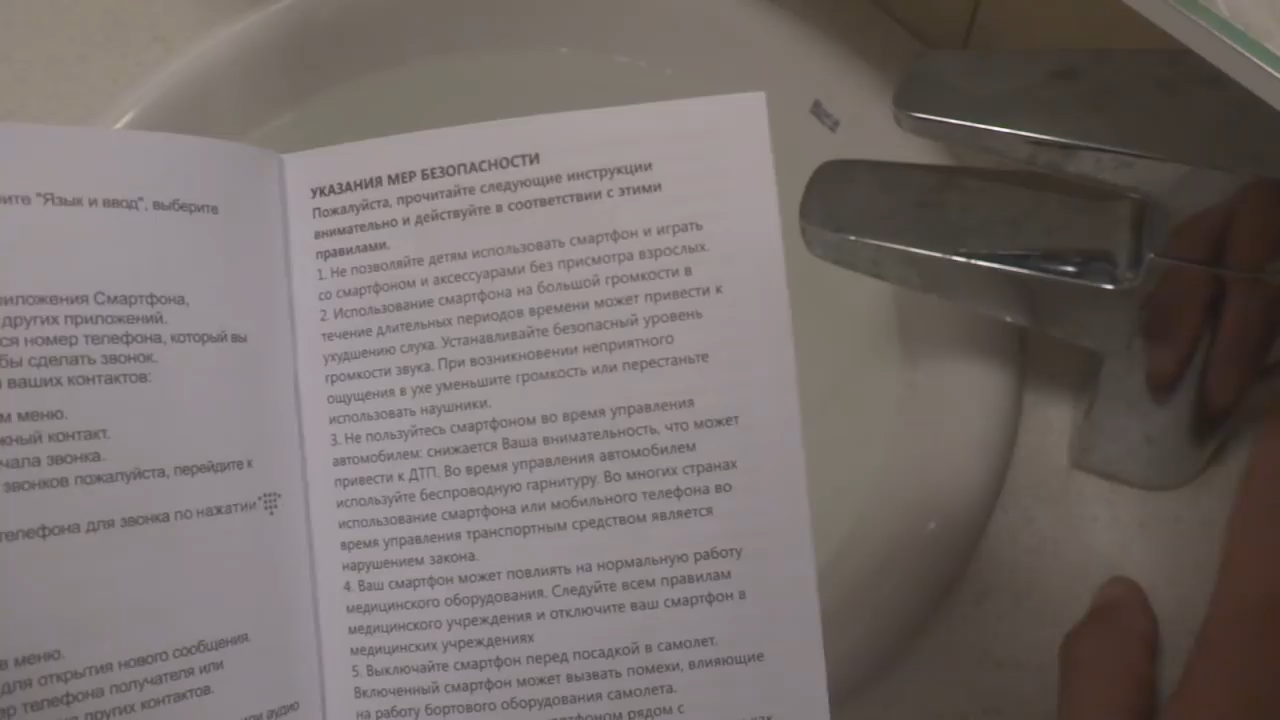 ите "Язык и ввод", выберите
риложения Смартфона,
других приложений.
ся номер телефона, который вы
бы сделать звонок.
ваших контактов:
м меню.
жный контакт.
чала звонка.
звонков пожалуйста, перейдите к
телефона для звонка по нажатии
в меню.
для открытия нового сообщения.
ер телефона получателя или
других контактов.
или аудио
УКАЗАНИЯ МЕР БЕЗОПАСНОСТИ
Пожалуйста, прочитайте следующие инструкции
внимательно и действуйте в соответствии с этими
правилами.
1. Не позволяйте детям использовать смартфон и играть
со смартфоном и аксессуарами без присмотра взрослых.
2. Использование смартфона на большой громкости в
течение длительных периодов времени может привести к
ухудшению слуха. Устанавливайте безопасный уровень
громкости звука. При возникновении неприятного
ощущения в ухе уменьшите громкость или перестаньте
использовать наушники.
3. Не пользуйтесь смартфоном во время управления
автомобилем: снижается Ваша внимательность, что может
привести к ДТП. Во время управления автомобилем
используйте беспроводную гарнитуру. Во многих странах
использование смартфона или мобильного телефона во
время управления транспортным средством является
нарушением закона.
4. Ваш смартфон может повлиять на нормальную работу
медицинского оборудования. Следуйте всем правилам
медицинского учреждения и отключите ваш смартфон в
медицинских учреждениях
5. Выключайте смартфон перед посадкой в самолет.
Включенный смартфон может вызвать помехи, влияющие
на работу бортового оборудования самолета.
рядом с